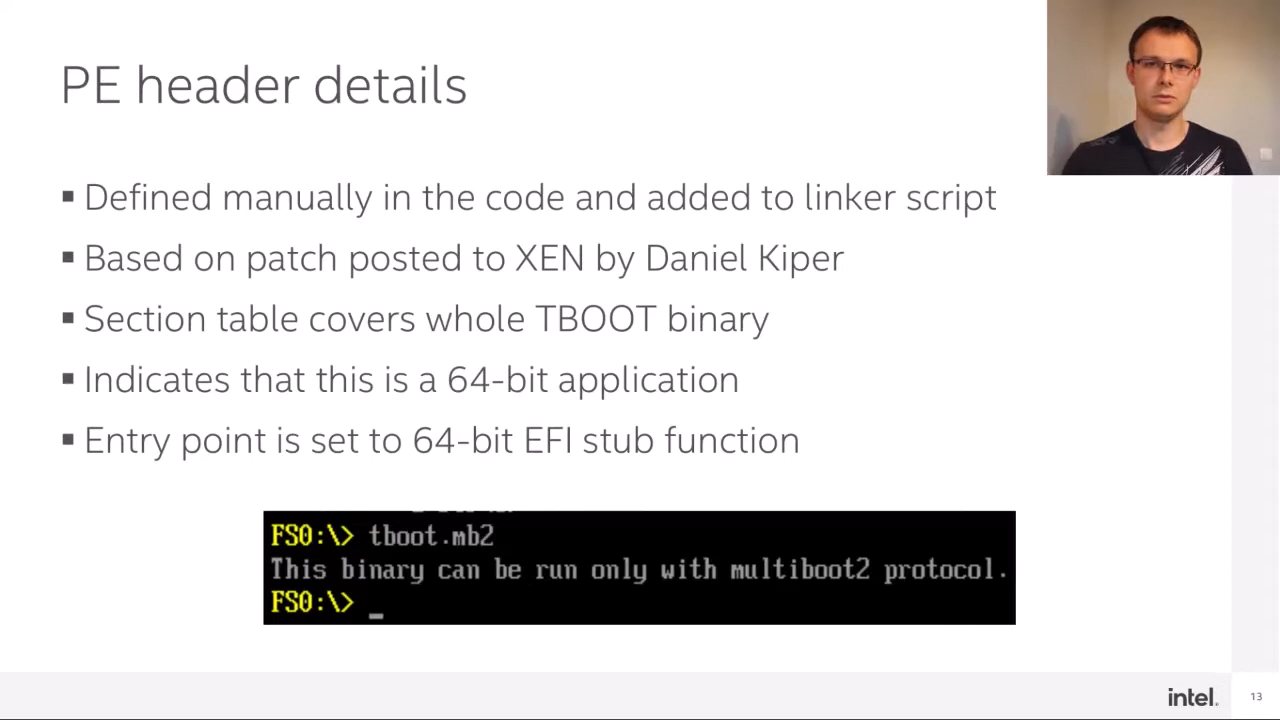 PE header details
▪ Defined manually in the code and added to linker script
▪ Based on patch posted to XEN by Daniel Kiper
▪ Section table covers whole TBOOT binary
▪ Indicates that this is a 64-bit application
▪ Entry point is set to 64-bit EFI stub function
FS0:\> tboot.mb2
This binary can be run only with multiboot2 protocol.
FS0:\> _
intel.
13